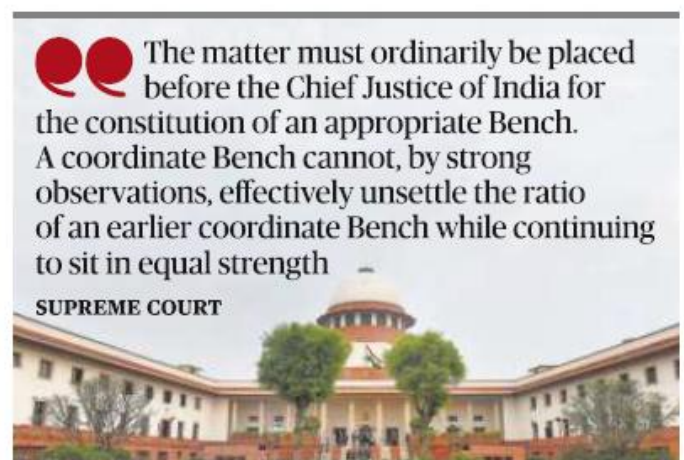 The matter must ordinarily be placed
before the Chief Justice of India for
the constitution of an appropriate Bench.
A coordinate Bench cannot, by strong
observations, effectively unsettle the ratio
of an earlier coordinate Bench while continuing
to sit in equal strength
SUPREME COURT